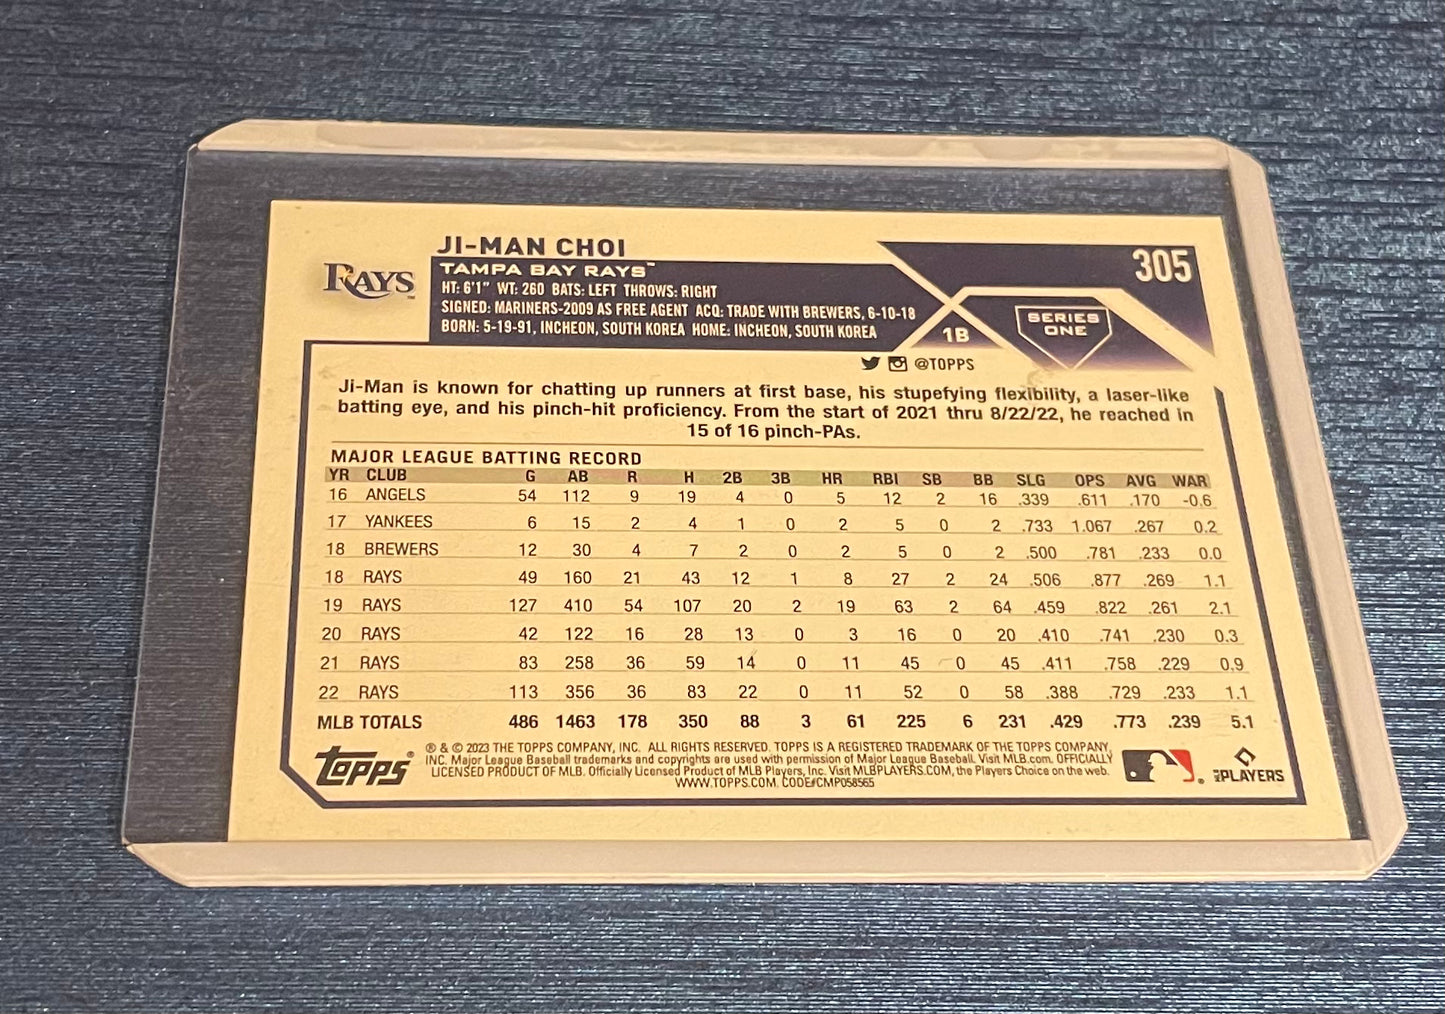 JI-MAN CHOI
305
RAYS
TAMPA BAY RAYS™
HT: 6'1" WT: 260 BATS: LEFT THROWS: RIGHT
SIGNED: MARINERS-2009 AS FREE AGENT ACQ: TRADE WITH BREWERS, 6-10-18
BORN: 5-19-91, INCHEON, SOUTH KOREA HOME: INCHEON, SOUTH KOREA
1B
SERIES
ONE
@TOPPS
Ji-Man is known for chatting up runners at first base, his stupefying flexibility, a laser-like
batting eye, and his pinch-hit proficiency. From the start of 2021 thru 8/22/22, he reached in
15 of 16 pinch-PAs.
MAJOR LEAGUE BATTING RECORD
YR CLUB G AB R H 2B 3B HR RBI SB BB SLG OPS AVG WAR
16 ANGELS 54 112 9 19 4 0 5 12 2 16 .339 .611 .170 -0.6
17 YANKEES 6 15 2 4 1 0 2 5 0 2 .733 1.067 .267 0.2
18 BREWERS 12 30 4 7 2 0 2 5 0 2 .500 .781 .233 0.0
18 RAYS 49 160 21 43 12 1 8 27 2 24 .506 .877 .269 1.1
19 RAYS 127 410 54 107 20 2 19 63 2 64 .459 .822 .261 2.1
20 RAYS 42 122 16 28 13 0 3 16 0 20 .410 .741 .230 0.3
21 RAYS 83 258 36 59 14 0 11 45 0 45 .411 .758 .229 0.9
22 RAYS 113 356 36 83 22 0 11 52 0 58 .388 .729 .233 1.1
MLB TOTALS 486 1463 178 350 88 3 61 225 6 231 .429 .773 .239 5.1
topps®
® & © 2023 THE TOPPS COMPANY, INC. ALL RIGHTS RESERVED. TOPPS IS A REGISTERED TRADEMARK OF THE TOPPS COMPANY,
INC. Major League Baseball trademarks and copyrights are used with permission of Major League Baseball. Visit MLB.com. OFFICIALLY
LICENSED PRODUCT OF MLB. Officially Licensed Product of MLB Players, Inc. Visit MLBPLAYERS.COM, the Players Choice on the web.
WWW.TOPPS.COM. CODE#CMP058565
MLB PLAYERS